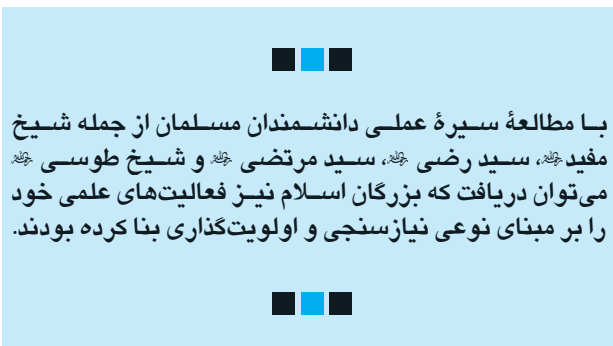 با مطالعهٔ سیرهٔ عملی دانشمندان مسلمان از جمله شیخ
مفید، سید رضی، سید مرتضی و شیخ طوسی
می‌توان دریافت که بزرگان اسلام نیز فعالیت‌های علمی خود
را بر مبنای نوعی نیازسنجی و اولویت‌گذاری بنا کرده بودند.